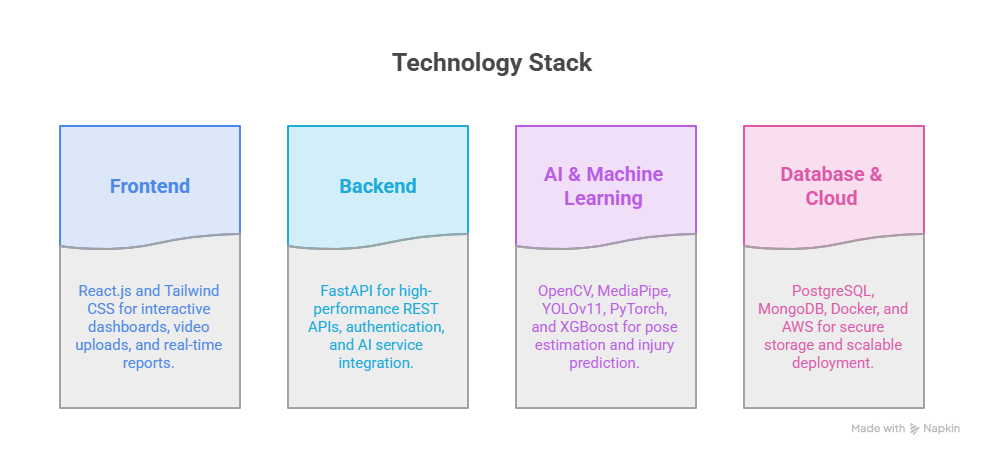 Technology Stack
Frontend
React.js and Tailwind
CSS for interactive
dashboards, video
uploads, and real-time
reports.
Backend
FastAPI for high-
performance REST
APIs, authentication,
and AI service
integration.
AI & Machine
Learning
OpenCV, MediaPipe,
YOLOv11, PyTorch,
and XGBoost for pose
estimation and injury
prediction.
Database &
Cloud
PostgreSQL,
MongoDB, Docker, and
AWS for secure
storage and scalable
deployment.
Made with Napkin